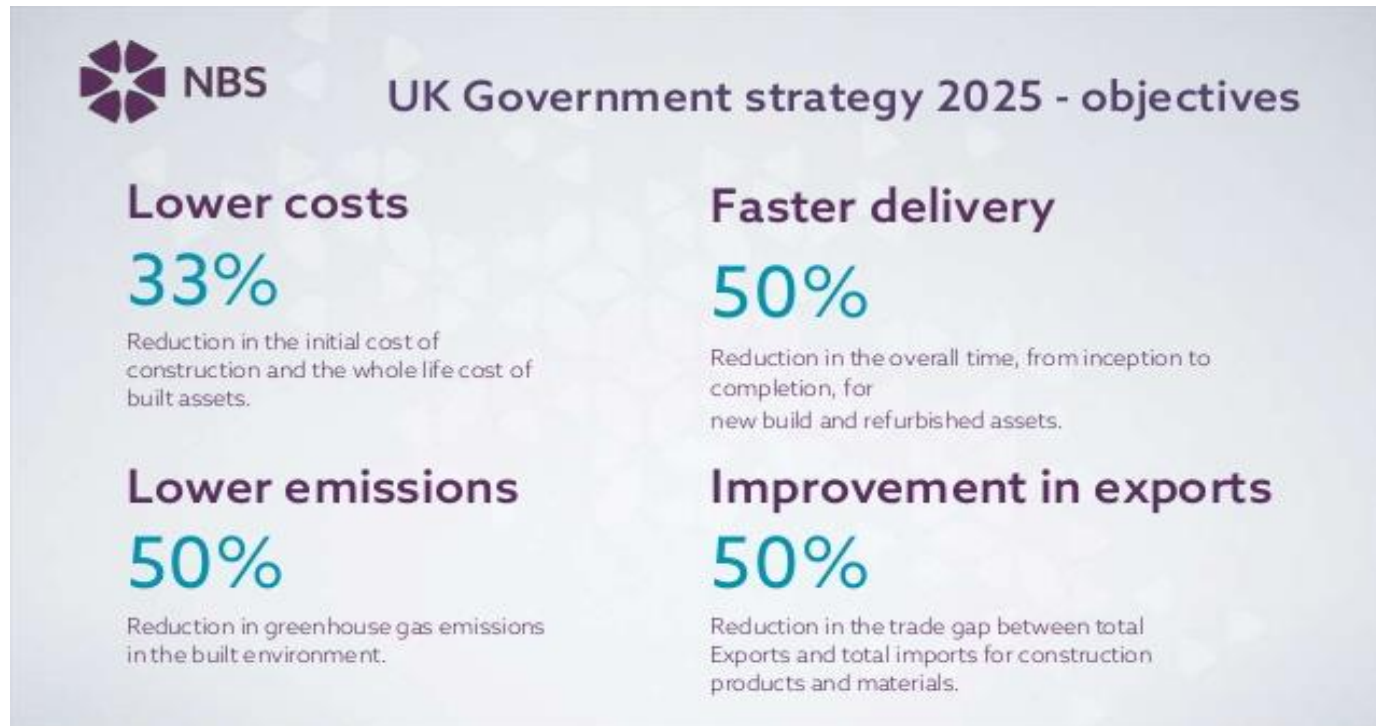 NBS
UK Government strategy 2025 - objectives
Lower costs
33%
Reduction in the initial cost of
construction and the whole life cost of
built assets.
Faster delivery
50%
Reduction in the overall time, from inception to
completion, for
new build and refurbished assets.
Lower emissions
50%
Reduction in greenhouse gas emissions
in the built environment.
Improvement in exports
50%
Reduction in the trade gap between total
Exports and total imports for construction
products and materials.